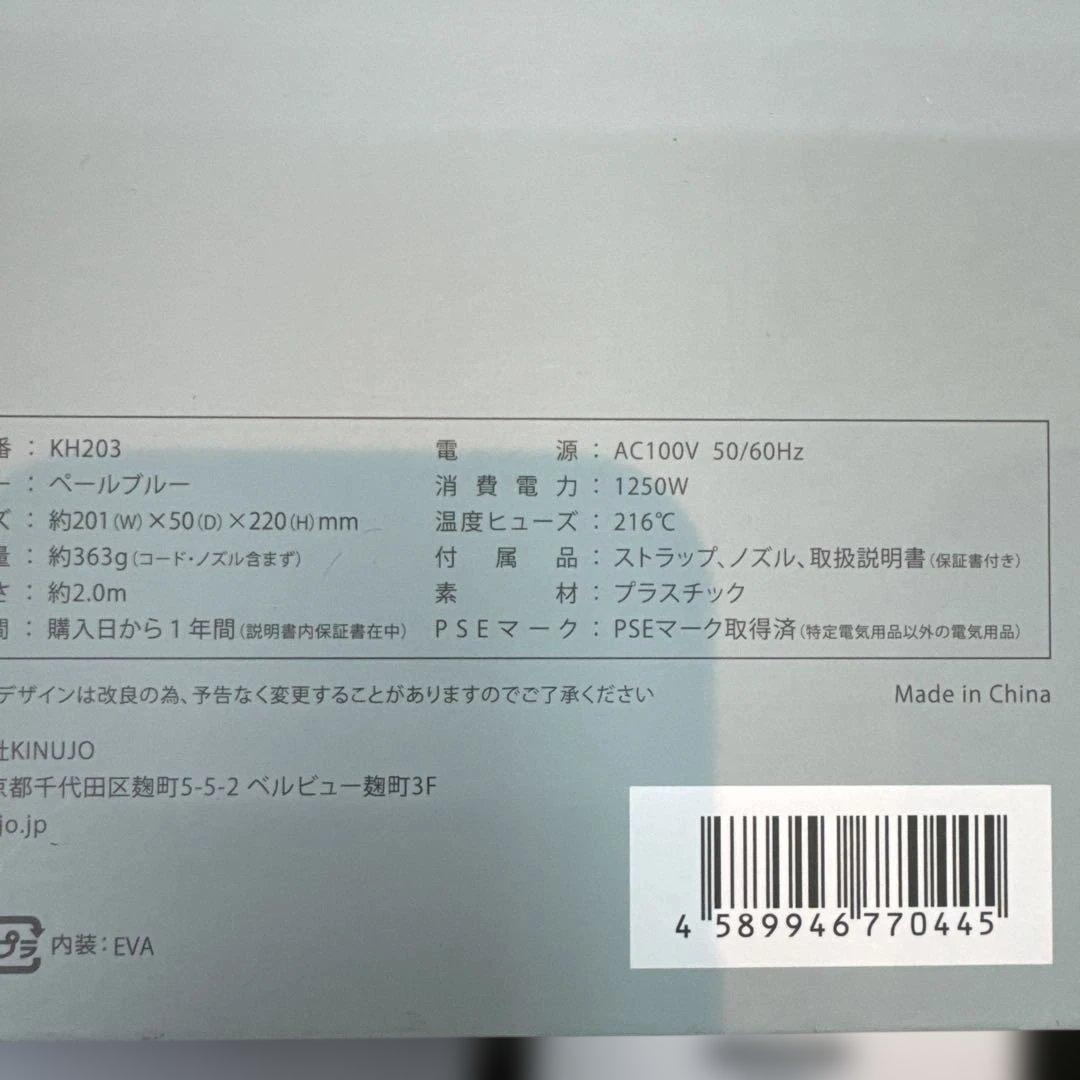 番 : KH203
ー : ペールブルー
ズ : 約201(W)×50(D)×220(H)mm
量 : 約363g(コード・ノズル含まず)
さ : 約2.0m
間 : 購入日から1年間(説明書内保証書在中)
電源 : AC100V 50/60Hz
消費電力 : 1250W
温度ヒューズ : 216℃
付属品 : ストラップ、ノズル、取扱説明書(保証書付き)
素材 : プラスチック
PSEマーク : PSEマーク取得済(特定電気用品以外の電気用品)
デザインは改良の為、予告なく変更することがありますのでご了承ください
Made in China
社KINUJO
京都千代田区麹町5-5-2 ベルビュー麹町3F
jo.jp
プラ 内装:EVA
4 589946 770445